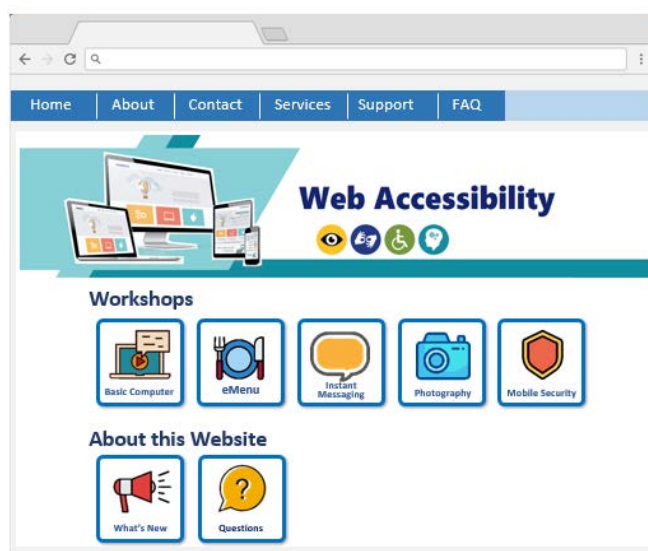 Home About Contact Services Support FAQ
Web Accessibility
Workshops
Basic Computer
eMenu
Instant
Messaging
Photography
Mobile Security
About this Website
What's New
Questions